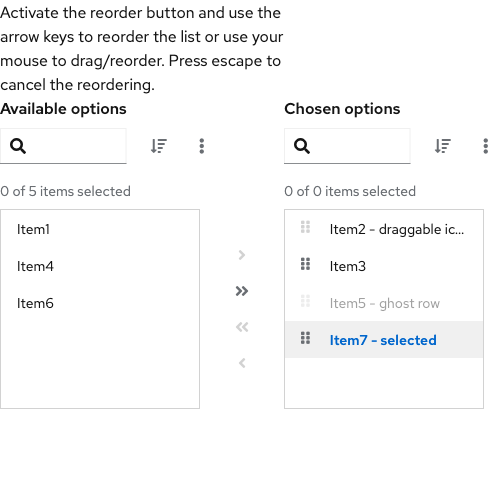 Activate the reorder button and use the
arrow keys to reorder the list or use your
mouse to drag/reorder. Press escape to
cancel the reordering.
Available options
0 of 5 items selected
Item1
Item4
Item6
Chosen options
0 of 0 items selected
Item2 - draggable ic...
Item3
Item5 - ghost row
Item7 - selected